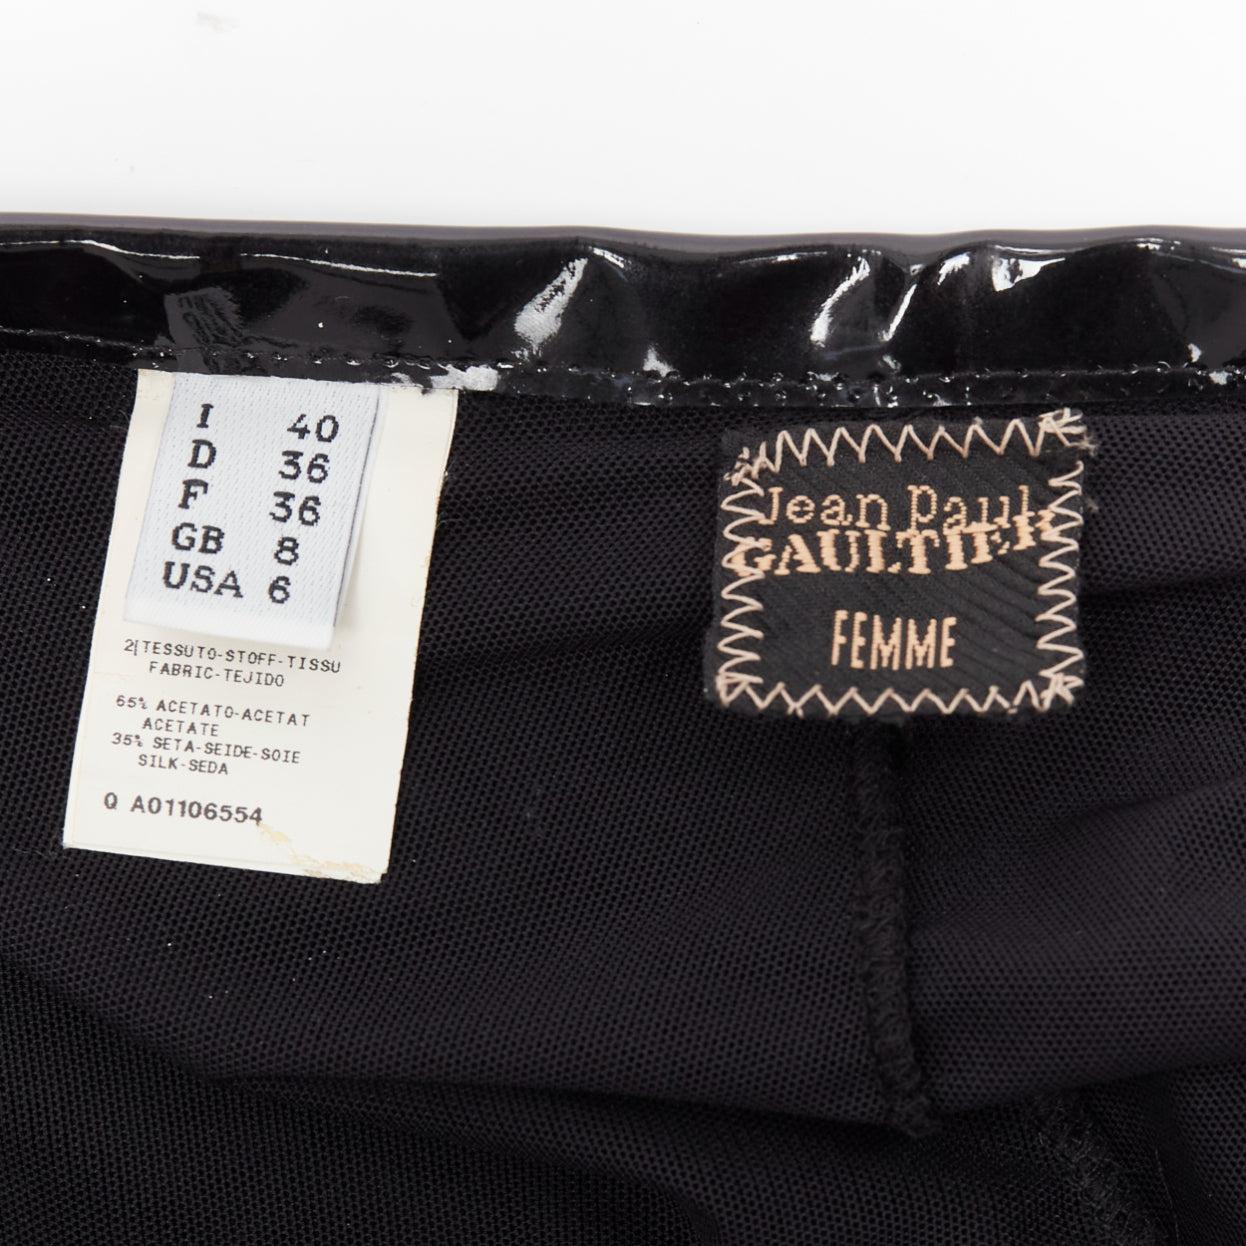 I 40
D 36
F 36
GB 8
USA 6
2[TESSUTO-STOFF-TISSU
FABRIC-TEJIDO
65% ACETATO-ACETAT
ACETATE
35% SETA-SEIDE-SOIE
SILK-SEDA
Q A01106554
Jean Paul
GAULTIER
FEMME